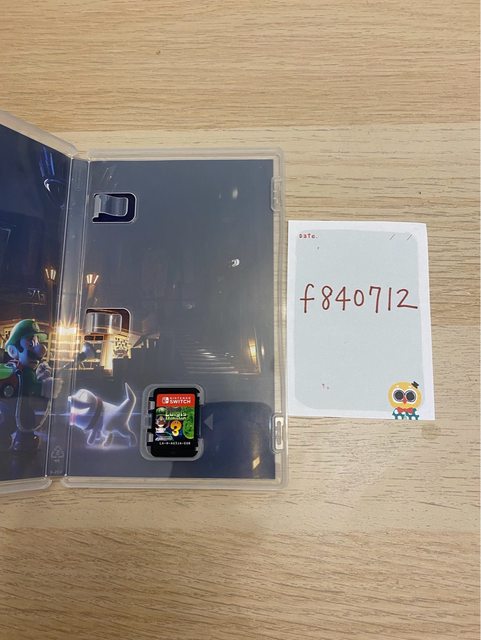 DATE. / /
f840712
NINTENDO
SWITCH
LUIGI'S
MANSION
3